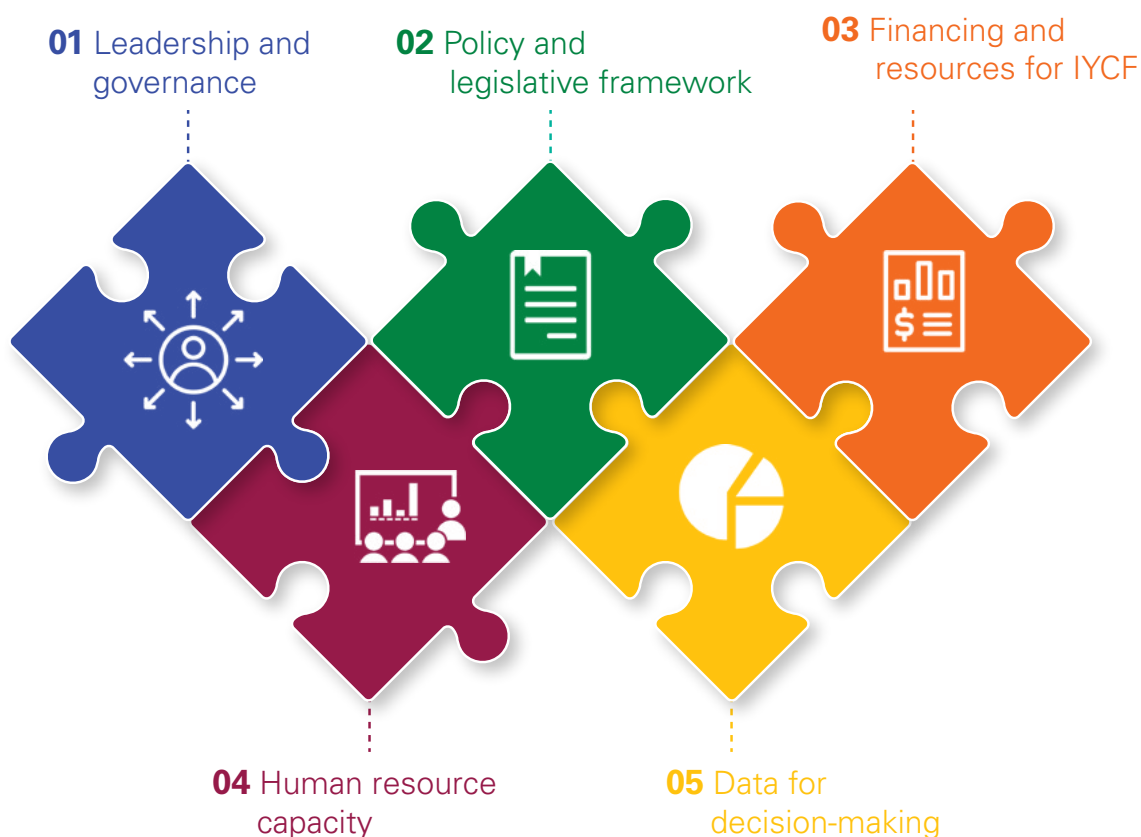 01 Leadership and
governance
02 Policy and
legislative framework
03 Financing and
resources for IYCF
$
04 Human resource
capacity
05 Data for
decision-making